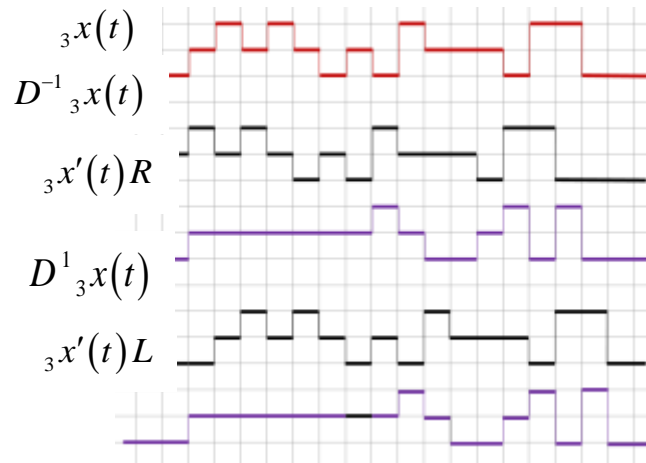 ₃x(t)
D⁻¹ ₃x(t)
₃x′(t)R
D¹ ₃x(t)
₃x′(t)L